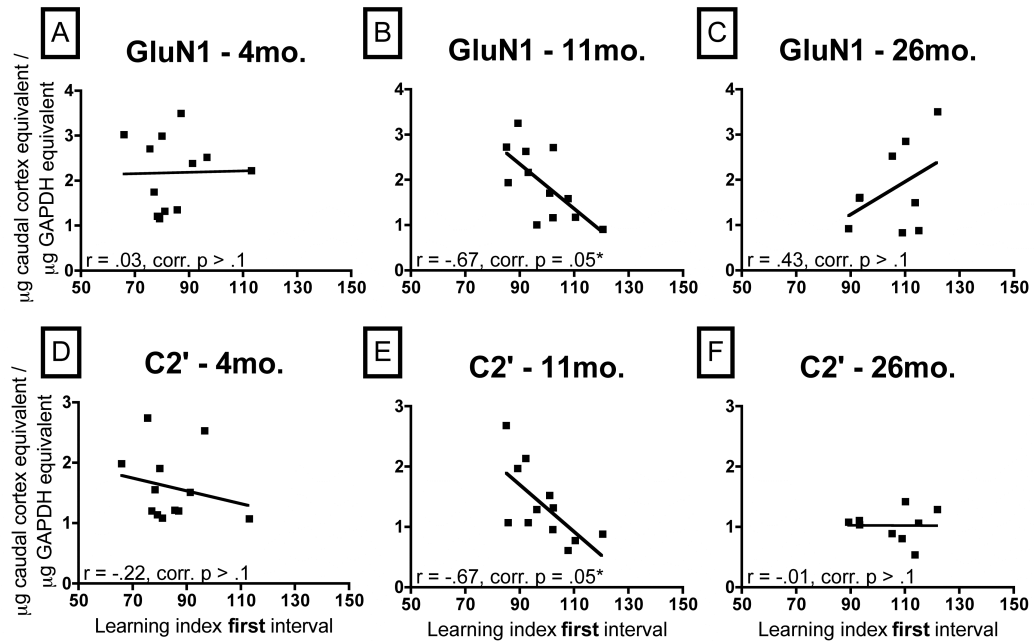 A
GluN1 - 4mo.
B
GluN1 - 11mo.
C
GluN1 - 26mo.
µg caudal cortex equivalent /
µg GAPDH equivalent
4
3
2
1
0
r = .03, corr. p > .1
50 70 90 110 130 150
4
3
2
1
0
r = -.67, corr. p = .05*
50 70 90 110 130 150
4
3
2
1
0
r = .43, corr. p > .1
50 70 90 110 130 150
D
C2' - 4mo.
E
C2' - 11mo.
F
C2' - 26mo.
µg caudal cortex equivalent /
µg GAPDH equivalent
3
2
1
0
r = -.22, corr. p > .1
50 70 90 110 130 150
Learning index first interval
3
2
1
0
r = -.67, corr. p = .05*
50 70 90 110 130 150
Learning index first interval
3
2
1
0
r = -.01, corr. p > .1
50 70 90 110 130 150
Learning index first interval